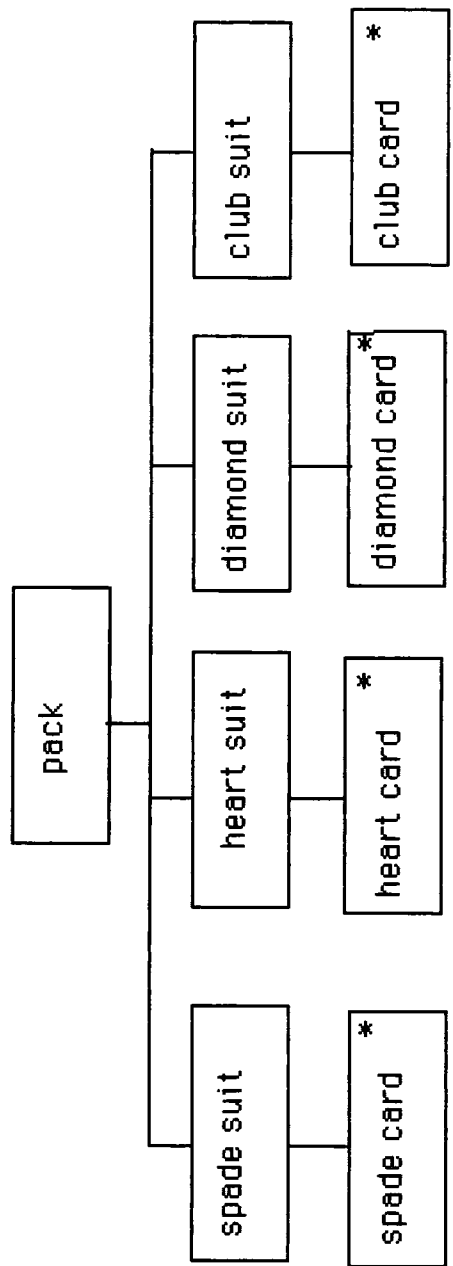 pack
spade suit
heart suit
diamond suit
club suit
spade card *
heart card *
diamond card *
club card *